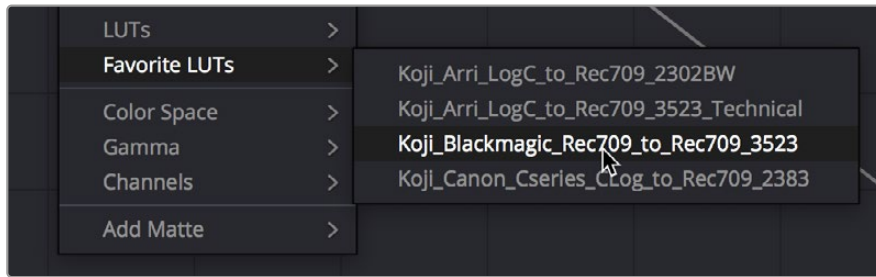 LUTs >
Favorite LUTs >
Color Space >
Gamma >
Channels >
Add Matte >
Koji_Arri_LogC_to_Rec709_2302BW
Koji_Arri_LogC_to_Rec709_3523_Technical
Koji_Blackmagic_Rec709_to_Rec709_3523
Koji_Canon_Cseries_CLog_to_Rec709_2383